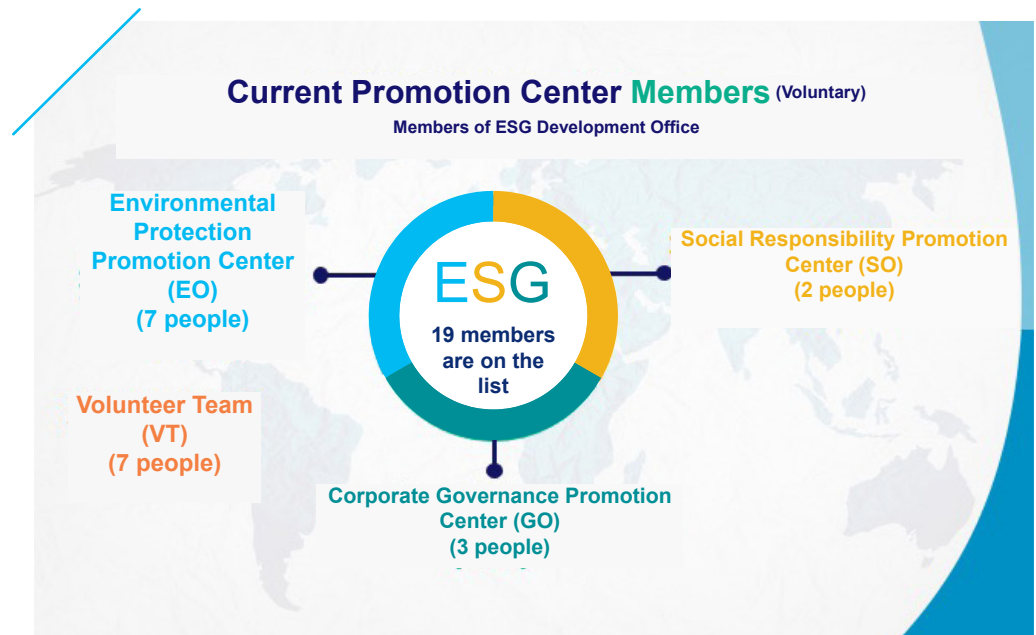 Current Promotion Center Members (Voluntary)
Members of ESG Development Office
Environmental
Protection
Promotion Center
(EO)
(7 people)
ESG
19 members
are on the
list
Social Responsibility Promotion
Center (SO)
(2 people)
Volunteer Team
(VT)
(7 people)
Corporate Governance Promotion
Center (GO)
(3 people)